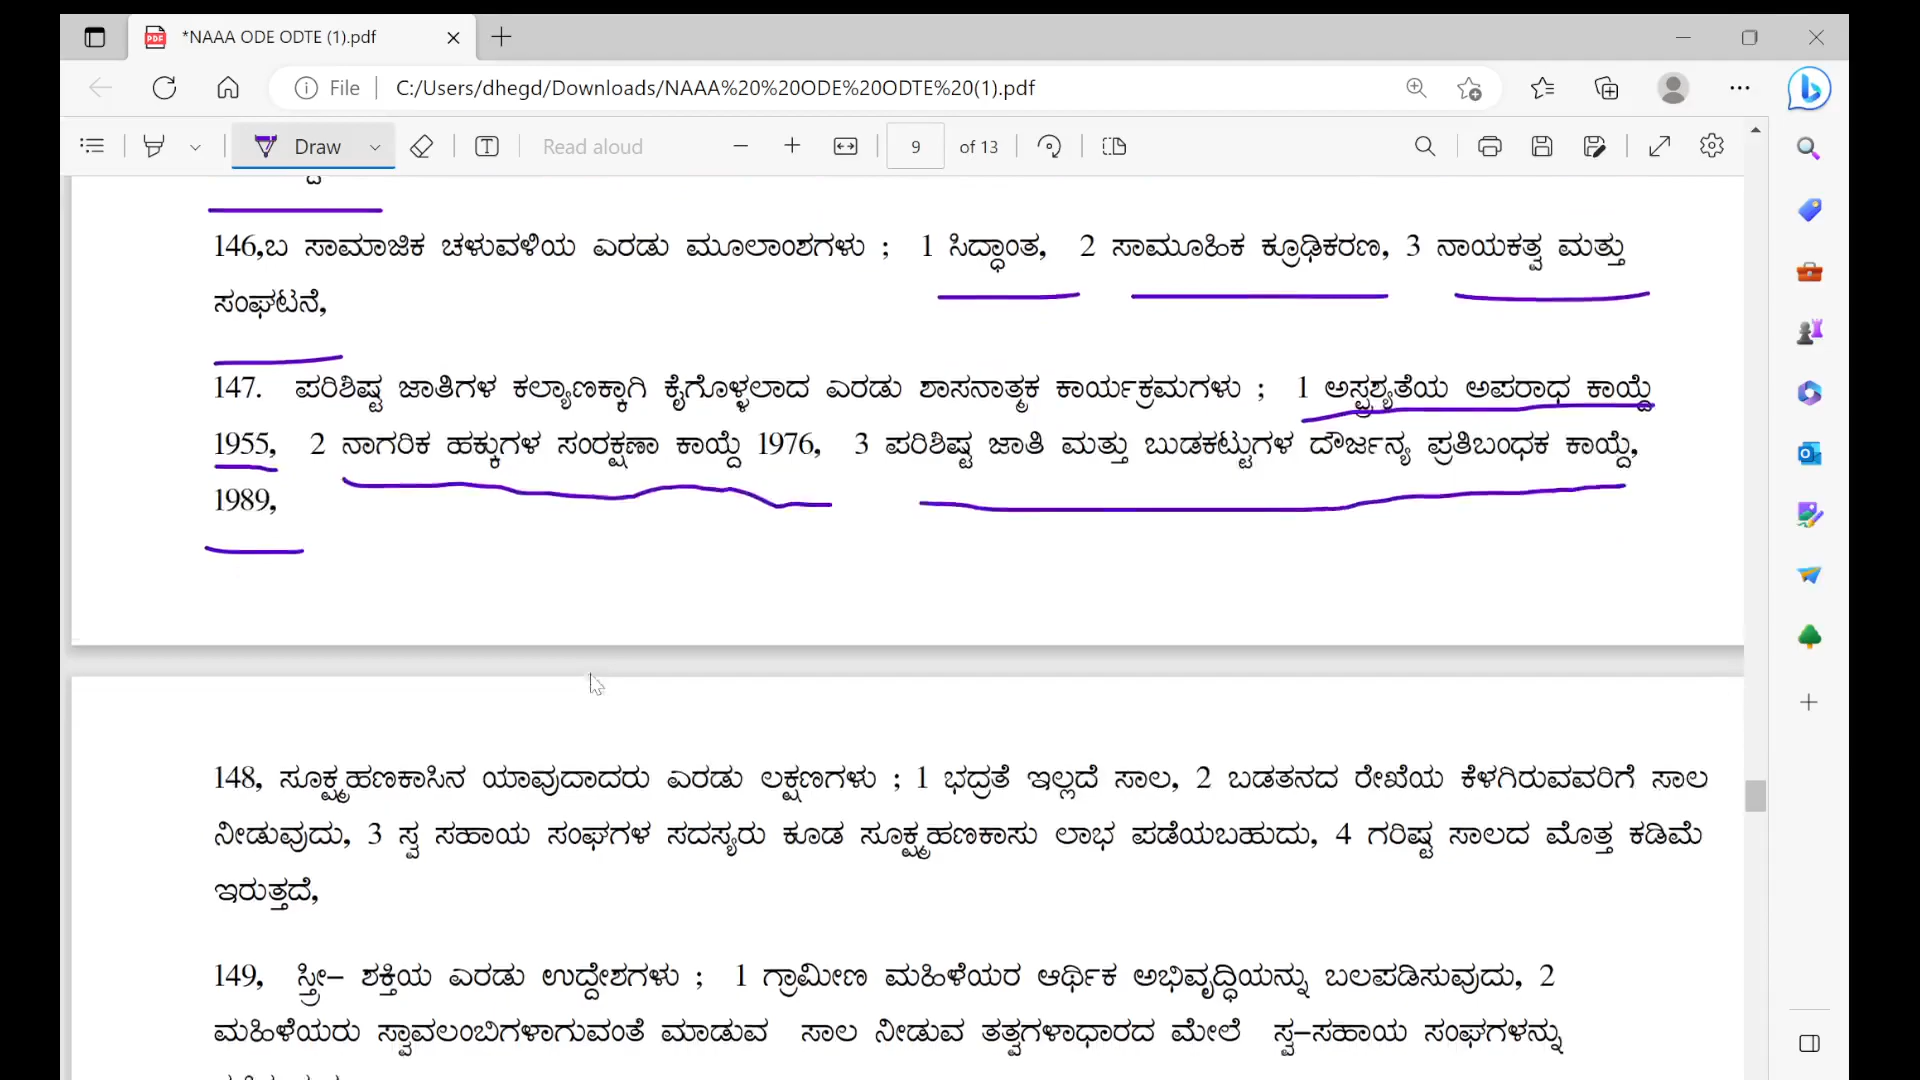 *NAAA ODE ODTE (1).pdf
File C:/Users/dhegd/Downloads/NAAA%20%20ODE%20ODTE%20(1).pdf
Draw Read aloud 9 of 13
146,ಬ ಸಾಮಾಜಿಕ ಚಳುವಳಿಯ ಎರಡು ಮೂಲಾಂಶಗಳು ; 1 ಸಿದ್ಧಾಂತ, 2 ಸಾಮೂಹಿಕ ಕ್ರೂಢಿಕರಣ, 3 ನಾಯಕತ್ವ ಮತ್ತು
ಸಂಘಟನೆ,
147. ಪರಿಶಿಷ್ಟ ಜಾತಿಗಳ ಕಲ್ಯಾಣಕ್ಕಾಗಿ ಕೈಗೊಳ್ಳಲಾದ ಎರಡು ಶಾಸನಾತ್ಮಕ ಕಾರ್ಯಕ್ರಮಗಳು ; 1 ಅಸ್ಪೃಶ್ಯತೆಯ ಅಪರಾಧ ಕಾಯ್ದೆ
1955, 2 ನಾಗರಿಕ ಹಕ್ಕುಗಳ ಸಂರಕ್ಷಣಾ ಕಾಯ್ದೆ 1976, 3 ಪರಿಶಿಷ್ಟ ಜಾತಿ ಮತ್ತು ಬುಡಕಟ್ಟುಗಳ ದೌರ್ಜನ್ಯ ಪ್ರತಿಬಂಧಕ ಕಾಯ್ದೆ,
1989,
148, ಸೂಕ್ಷ್ಮಹಣಕಾಸಿನ ಯಾವುದಾದರು ಎರಡು ಲಕ್ಷಣಗಳು ; 1 ಭದ್ರತೆ ಇಲ್ಲದೆ ಸಾಲ, 2 ಬಡತನದ ರೇಖೆಯ ಕೆಳಗಿರುವವರಿಗೆ ಸಾಲ
ನೀಡುವುದು, 3 ಸ್ವ ಸಹಾಯ ಸಂಘಗಳ ಸದಸ್ಯರು ಕೂಡ ಸೂಕ್ಷ್ಮಹಣಕಾಸು ಲಾಭ ಪಡೆಯಬಹುದು, 4 ಗರಿಷ್ಟ ಸಾಲದ ಮೊತ್ತ ಕಡಿಮೆ
ಇರುತ್ತದೆ,
149, ಸ್ತ್ರೀ– ಶಕ್ತಿಯ ಎರಡು ಉದ್ದೇಶಗಳು ; 1 ಗ್ರಾಮೀಣ ಮಹಿಳೆಯರ ಆರ್ಥಿಕ ಅಭಿವೃದ್ಧಿಯನ್ನು ಬಲಪಡಿಸುವುದು, 2
ಮಹಿಳೆಯರು ಸ್ವಾವಲಂಬಿಗಳಾಗುವಂತೆ ಮಾಡುವ ಸಾಲ ನೀಡುವ ತತ್ವಗಳಾಧಾರದ ಮೇಲೆ ಸ್ವ–ಸಹಾಯ ಸಂಘಗಳನ್ನು